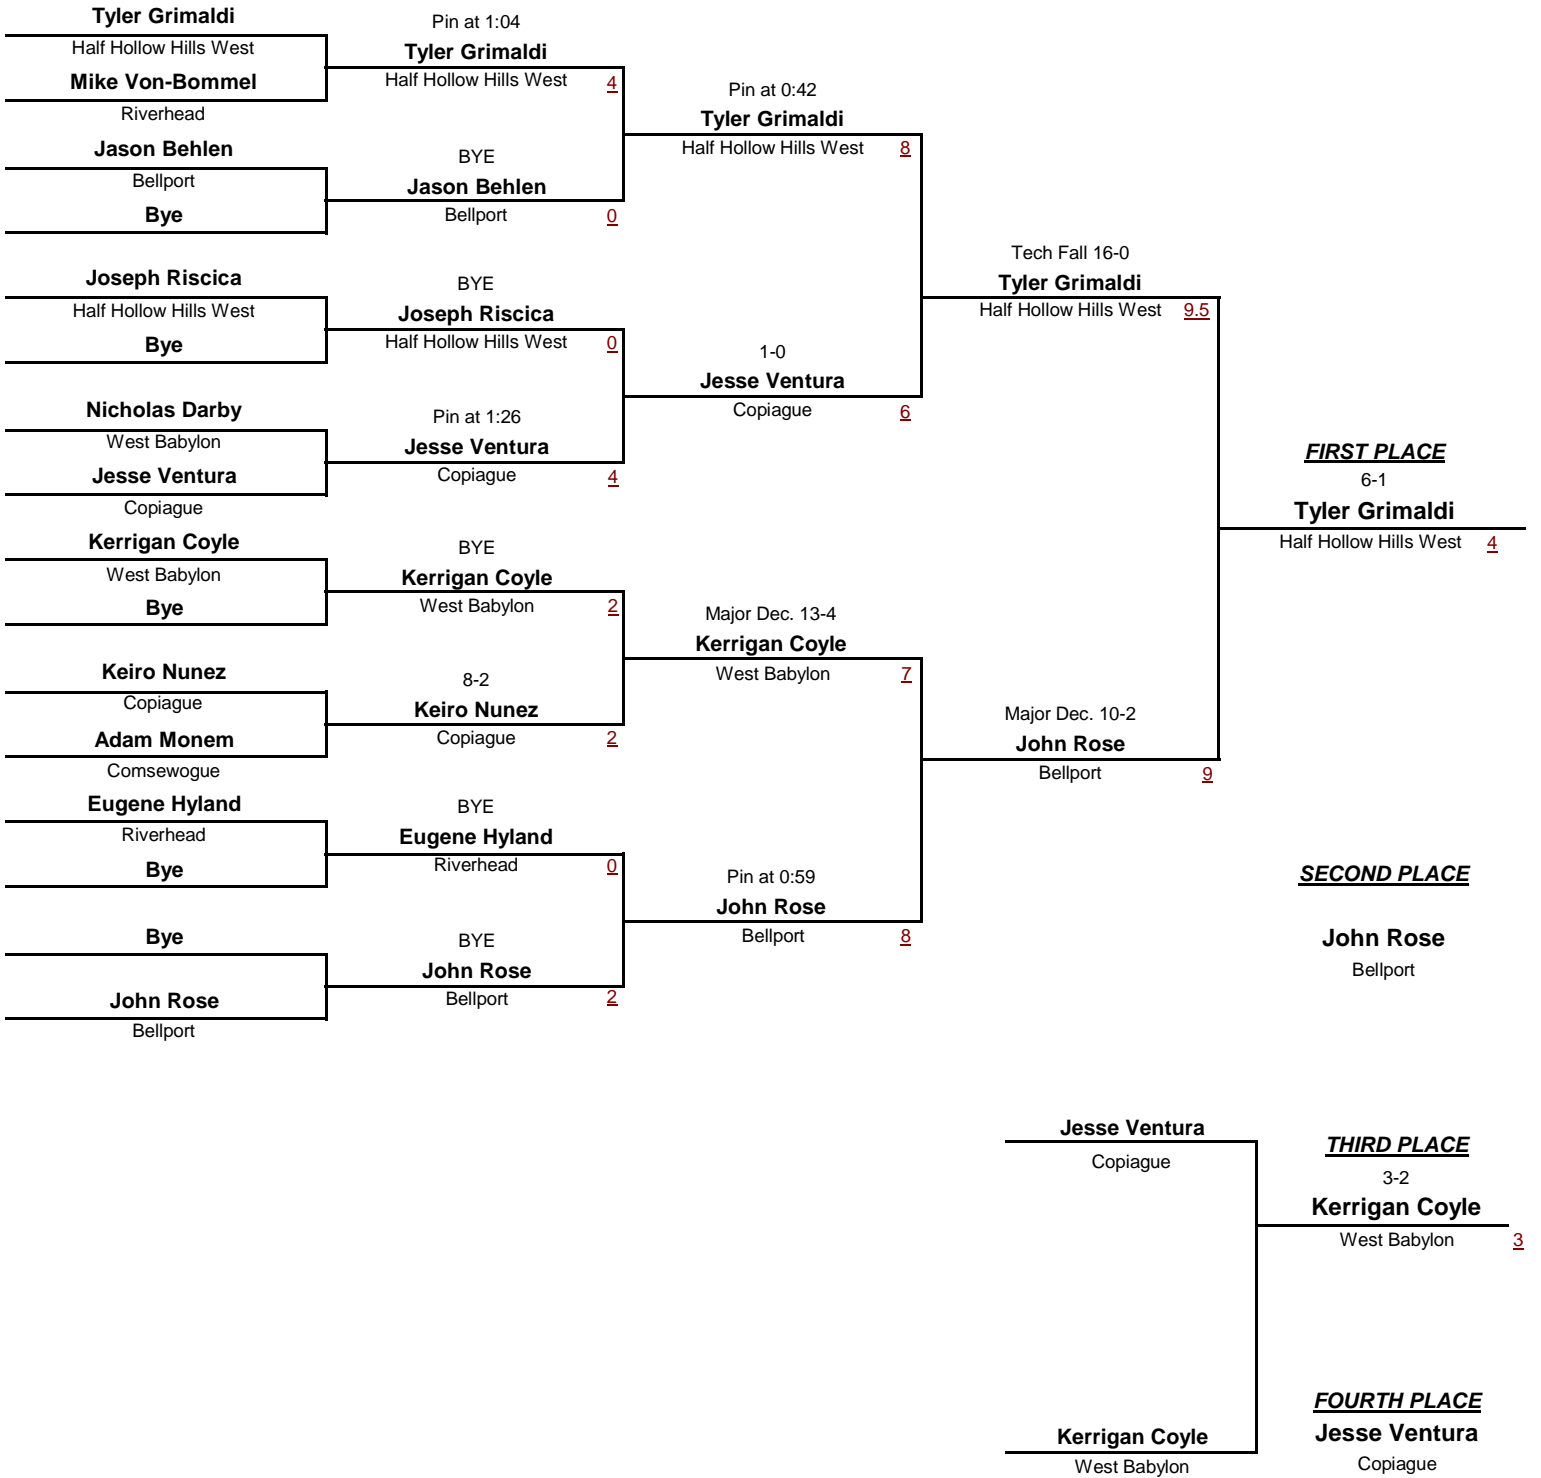 Tyler Grimaldi
Half Hollow Hills West
Mike Von-Bommel
Riverhead
Jason Behlen
Bellport
Bye
Joseph Riscica
Half Hollow Hills West
Bye
Nicholas Darby
West Babylon
Jesse Ventura
Copiague
Kerrigan Coyle
West Babylon
Bye
Keiro Nunez
Copiague
Adam Monem
Comsewogue
Eugene Hyland
Riverhead
Bye
Bye
John Rose
Bellport
Pin at 1:04
Tyler Grimaldi
Half Hollow Hills West 4
BYE
Jason Behlen
Bellport 0
BYE
Joseph Riscica
Half Hollow Hills West 0
Pin at 1:26
Jesse Ventura
Copiague 4
BYE
Kerrigan Coyle
West Babylon 2
8-2
Keiro Nunez
Copiague 2
BYE
Eugene Hyland
Riverhead 0
BYE
John Rose
Bellport 2
Pin at 0:42
Tyler Grimaldi
Half Hollow Hills West 8
1-0
Jesse Ventura
Copiague 6
Major Dec. 13-4
Kerrigan Coyle
West Babylon 7
Pin at 0:59
John Rose
Bellport 8
Tech Fall 16-0
Tyler Grimaldi
Half Hollow Hills West 9.5
Major Dec. 10-2
John Rose
Bellport 9
FIRST PLACE
6-1
Tyler Grimaldi
Half Hollow Hills West 4
SECOND PLACE
John Rose
Bellport
Jesse Ventura
Copiague
Kerrigan Coyle
West Babylon
THIRD PLACE
3-2
Kerrigan Coyle
West Babylon 3
FOURTH PLACE
Jesse Ventura
Copiague